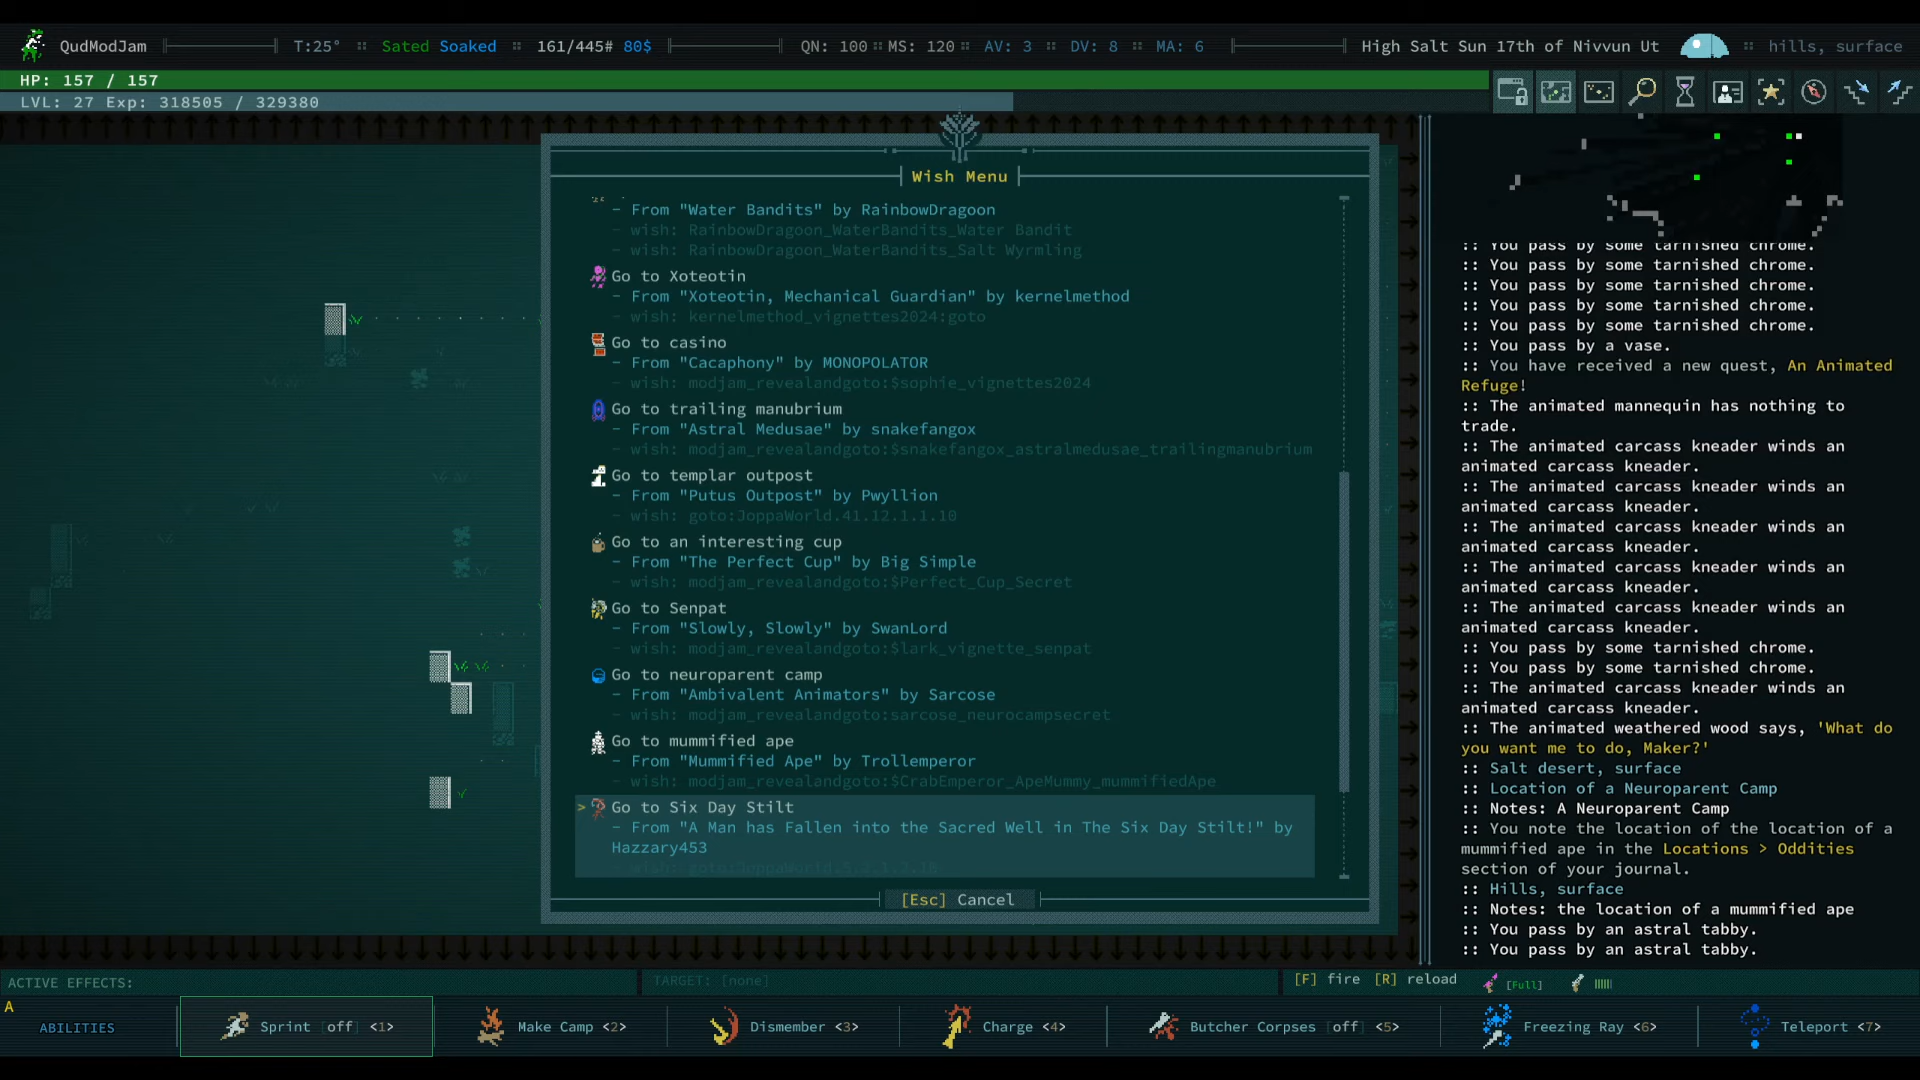 QudModJam T:25° :: Sated Soaked :: 161/445# 80$ QN: 100 :: MS: 120 :: AV: 3 :: DV: 8 :: MA: 6 High Salt Sun 17th of Nivvun Ut :: hills, surface
HP: 157 / 157
LVL: 27 Exp: 318505 / 329380
Wish Menu
- From "Water Bandits" by RainbowDragoon
- wish: RainbowDragoon_WaterBandits_Water Bandit
- wish: RainbowDragoon_WaterBandits_Salt Wyrmling
Go to Xoteotin
- From "Xoteotin, Mechanical Guardian" by kernelmethod
- wish: kernelmethod_vignettes2024:goto
Go to casino
- From "Cacaphony" by MONOPOLATOR
- wish: modjam_revealandgoto:$sophie_vignettes2024
Go to trailing manubrium
- From "Astral Medusae" by snakefangox
- wish: modjam_revealandgoto:$snakefangox_astralmedusae_trailingmanubrium
Go to templar outpost
- From "Putus Outpost" by Pwyllion
- wish: goto:JoppaWorld.41.12.1.1.10
Go to an interesting cup
- From "The Perfect Cup" by Big Simple
- wish: modjam_revealandgoto:$Perfect_Cup_Secret
Go to Senpat
- From "Slowly, Slowly" by SwanLord
- wish: modjam_revealandgoto:$lark_vignette_senpat
Go to neuroparent camp
- From "Ambivalent Animators" by Sarcose
- wish: modjam_revealandgoto:sarcose_neurocampsecret
Go to mummified ape
- From "Mummified Ape" by Trollemperor
- wish: modjam_revealandgoto:$CrabEmperor_ApeMummy_mummifiedApe
> Go to Six Day Stilt
- From "A Man has Fallen into the Sacred Well in The Six Day Stilt!" by
Hazzary453
[Esc] Cancel
:: You pass by some tarnished chrome.
:: You pass by some tarnished chrome.
:: You pass by some tarnished chrome.
:: You pass by some tarnished chrome.
:: You pass by some tarnished chrome.
:: You pass by a vase.
:: You have received a new quest, An Animated
Refuge!
:: The animated mannequin has nothing to
trade.
:: The animated carcass kneader winds an
animated carcass kneader.
:: The animated carcass kneader winds an
animated carcass kneader.
:: The animated carcass kneader winds an
animated carcass kneader.
:: The animated carcass kneader winds an
animated carcass kneader.
:: The animated carcass kneader winds an
animated carcass kneader.
:: You pass by some tarnished chrome.
:: You pass by some tarnished chrome.
:: The animated carcass kneader winds an
animated carcass kneader.
:: The animated weathered wood says, 'What do
you want me to do, Maker?'
:: Salt desert, surface
:: Location of a Neuroparent Camp
:: Notes: A Neuroparent Camp
:: You note the location of the location of a
mummified ape in the Locations > Oddities
section of your journal.
:: Hills, surface
:: Notes: the location of a mummified ape
:: You pass by an astral tabby.
:: You pass by an astral tabby.
ACTIVE EFFECTS: TARGET: [none] [F] fire [R] reload [Full]
A
ABILITIES Sprint [off] <1> Make Camp <2> Dismember <3> Charge <4> Butcher Corpses [off] <5> Freezing Ray <6> Teleport <7>